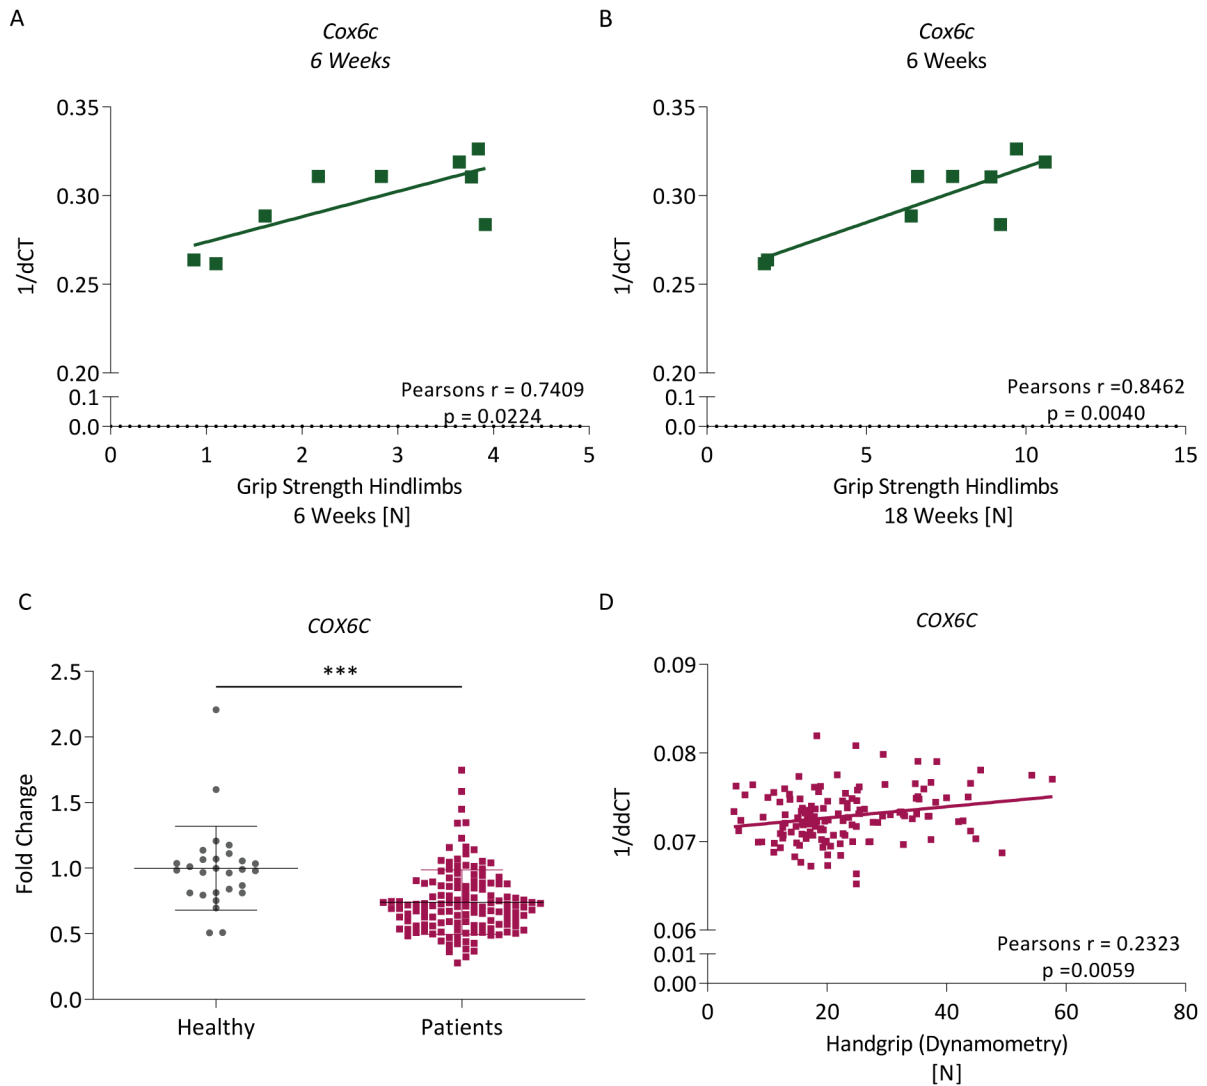 A
Cox6c
6 Weeks
0.35
0.30
0.25
0.20
0.1
0.0
1/dCT
Pearsons r = 0.7409
p = 0.0224
0 1 2 3 4 5
Grip Strength Hindlimbs
6 Weeks [N]
B
Cox6c
6 Weeks
0.35
0.30
0.25
0.20
0.1
0.0
1/dCT
Pearsons r =0.8462
p = 0.0040
0 5 10 15
Grip Strength Hindlimbs
18 Weeks [N]
C
COX6C
***
2.5
2.0
1.5
1.0
0.5
0.0
Fold Change
Healthy Patients
D
COX6C
0.09
0.08
0.07
0.06
0.01
0.00
1/ddCT
Pearsons r = 0.2323
p =0.0059
0 20 40 60 80
Handgrip (Dynamometry)
[N]